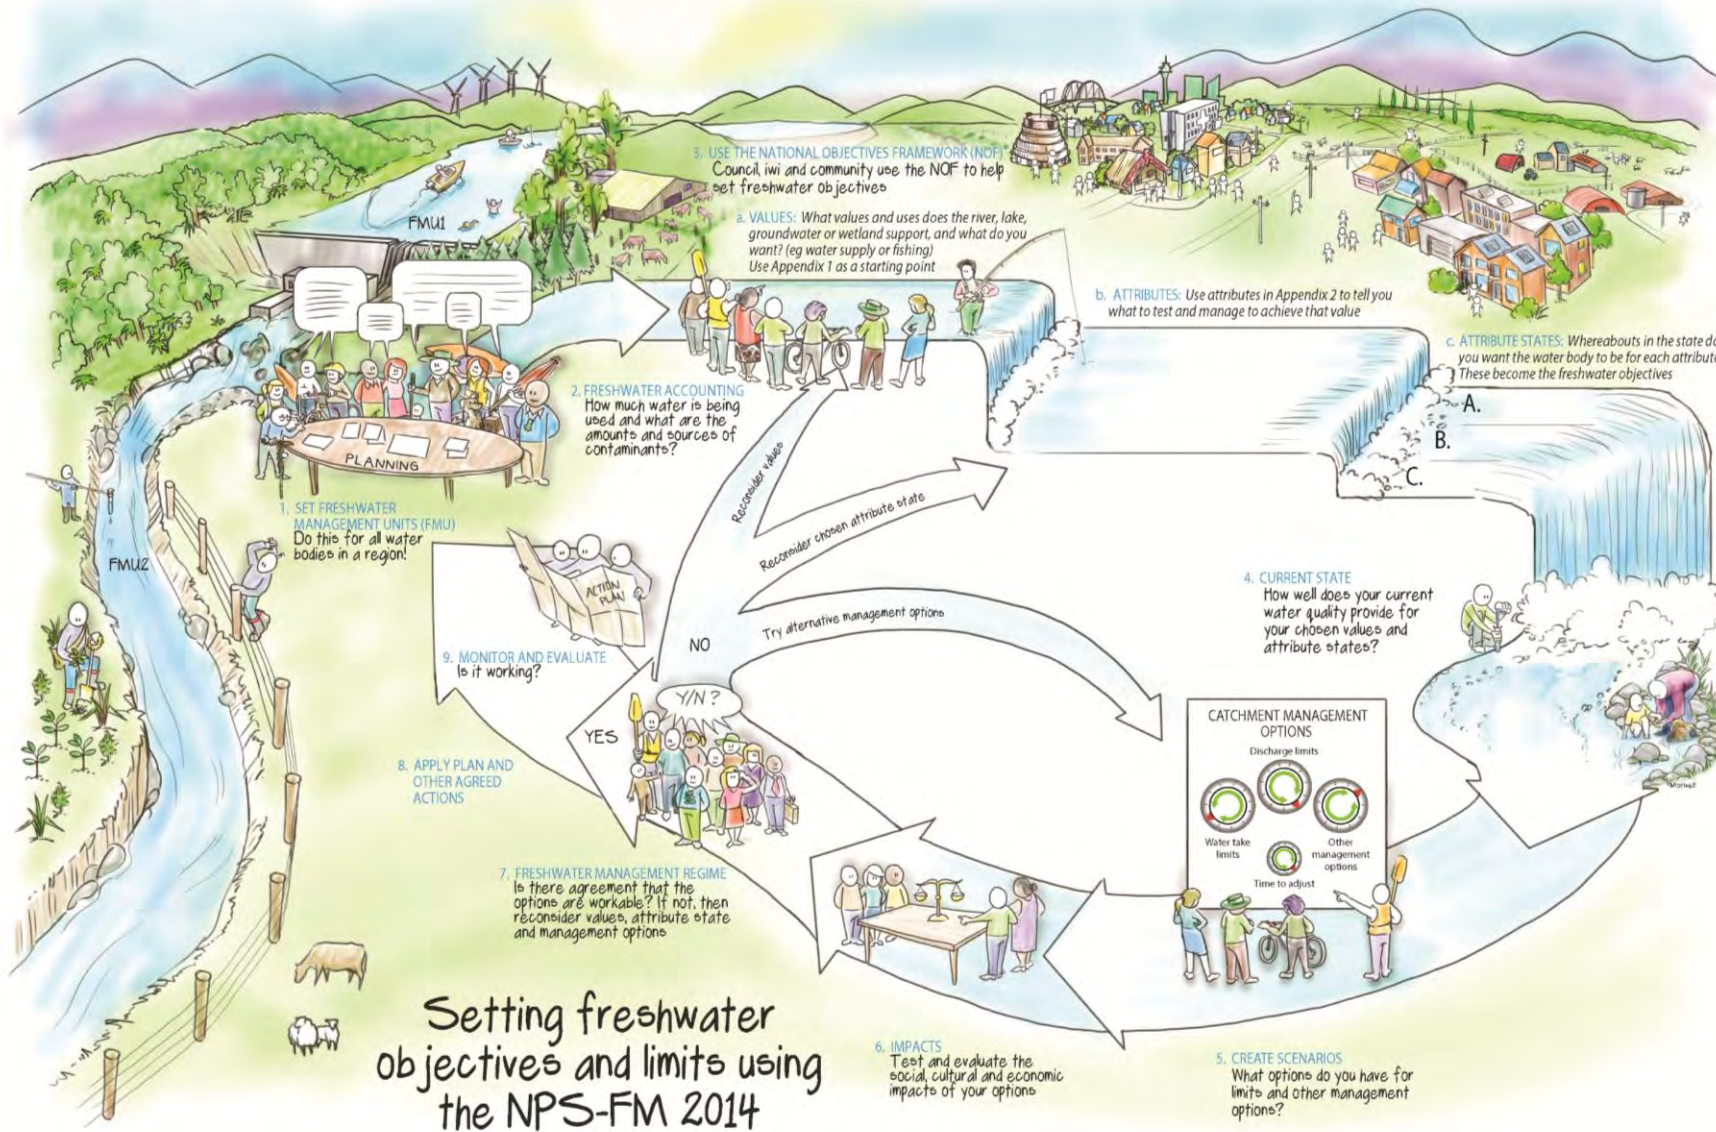 FMU1
3. USE THE NATIONAL OBJECTIVES FRAMEWORK (NOF)
Council, iwi and community use the NOF to help
set freshwater objectives
a. VALUES: What values and uses does the river, lake,
groundwater or wetland support, and what do you
want? (eg water supply or fishing)
Use Appendix 1 as a starting point
b. ATTRIBUTES: Use attributes in Appendix 2 to tell you
what to test and manage to achieve that value
c. ATTRIBUTE STATES: Whereabouts in the state do
you want the water body to be for each attribut
These become the freshwater objectives
A.
B.
C.
2. FRESHWATER ACCOUNTING
How much water is being
used and what are the
amounts and sources of
contaminants?
PLANNING
1. SET FRESHWATER
MANAGEMENT UNITS (FMU)
Do this for all water
bodies in a region!
FMU2
Reconsider values
Reconsider chosen attribute state
Try alternative management options
NO
ACTION
PLAN!
4. CURRENT STATE
How well does your current
water quality provide for
your chosen values and
attribute states?
9. MONITOR AND EVALUATE
Is it working?
Y/N ?
YES
CATCHMENT MANAGEMENT
OPTIONS
Discharge limits
Water take
limits
Other
management
options
Time to adjust
8. APPLY PLAN AND
OTHER AGREED
ACTIONS
7. FRESHWATER MANAGEMENT REGIME
Is there agreement that the
options are workable? If not, then
reconsider values, attribute state
and management options
6. IMPACTS
Test and evaluate the
social, cultural and economic
impacts of your options
5. CREATE SCENARIOS
What options do you have for
limits and other management
options?
Setting freshwater
objectives and limits using
the NPS-FM 2014